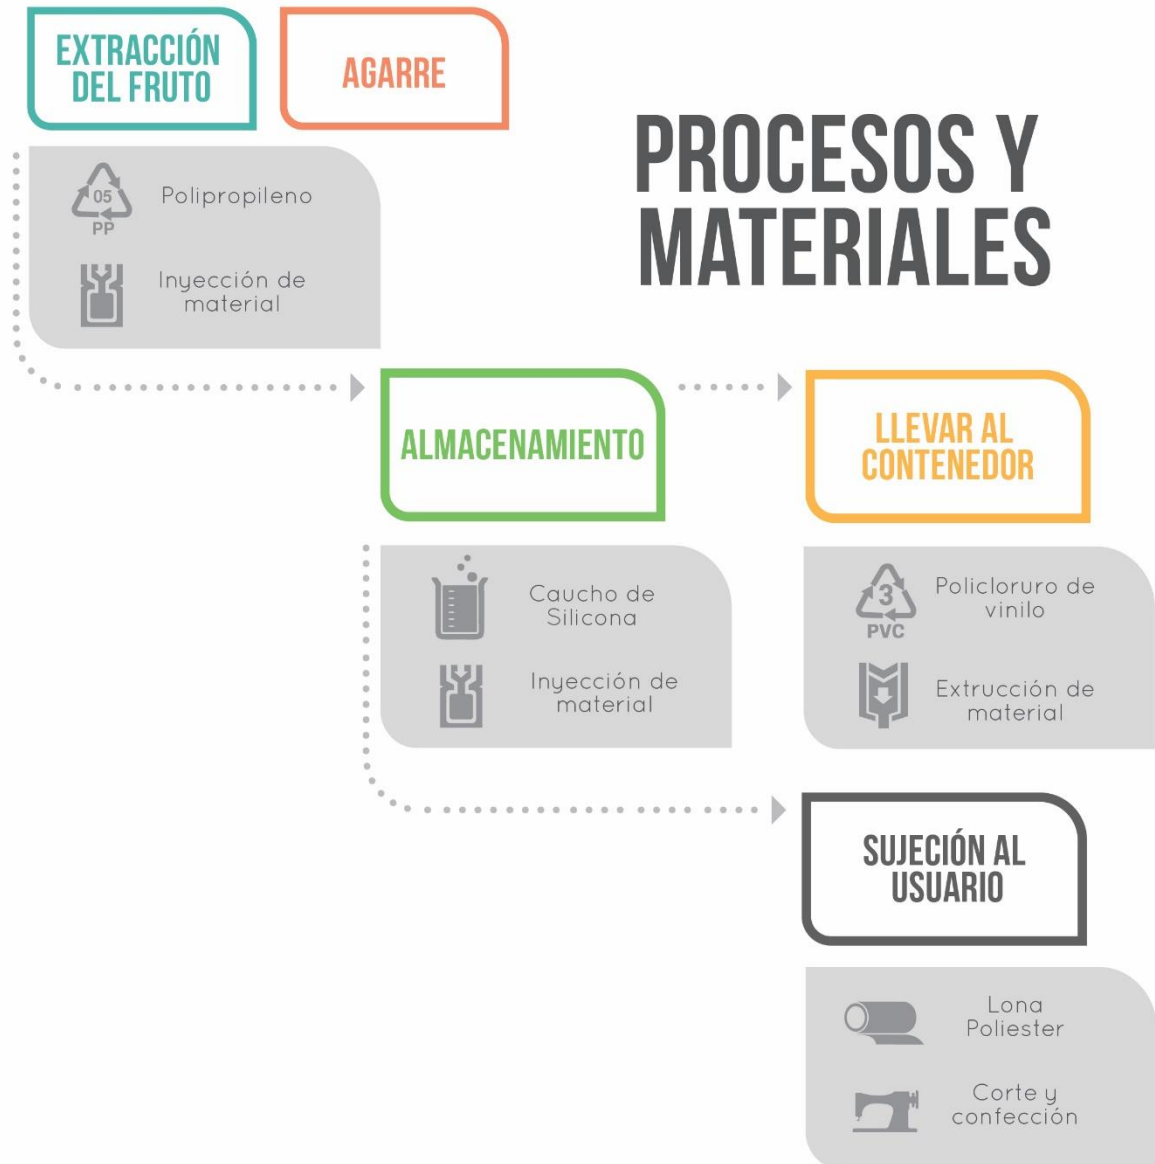 EXTRACCIÓN
DEL FRUTO
AGARRE
PROCESOS Y
MATERIALES
05
PP
Polipropileno
Inyección de
material
ALMACENAMIENTO
LLEVAR AL
CONTENEDOR
Caucho de
Silicona
Inyección de
material
3
PVC
Policloruro de
vinilo
Extrucción de
material
SUJECIÓN AL
USUARIO
Lona
Poliester
Corte y
confección